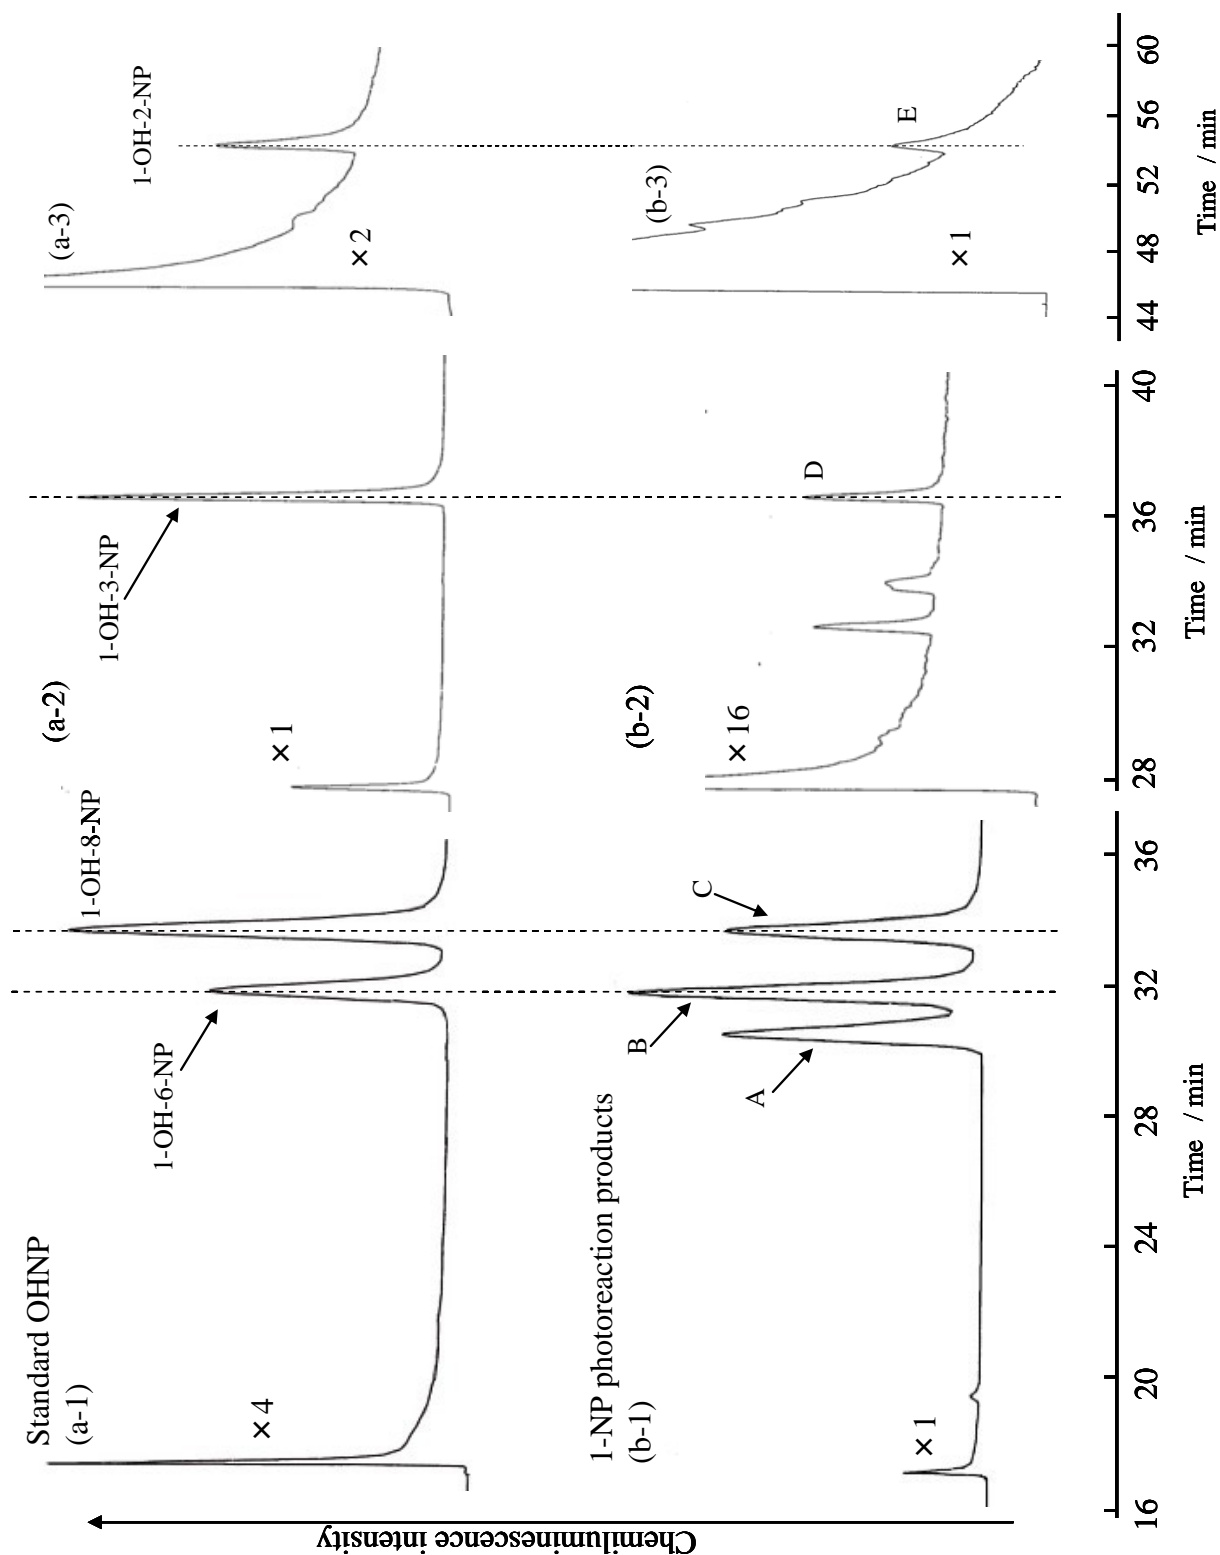 Standard OHNP
(a-1)
×4
1-OH-6-NP
1-OH-8-NP
(a-2)
×1
1-OH-3-NP
(a-3)
×2
1-OH-2-NP
1-NP photoreaction products
(b-1)
×1
A
B
C
(b-2)
×16
D
(b-3)
×1
E
16 20 24 28 32 36
Time / min
28 32 36 40
Time / min
44 48 52 56 60
Time / min
Chemiluminescence intensity